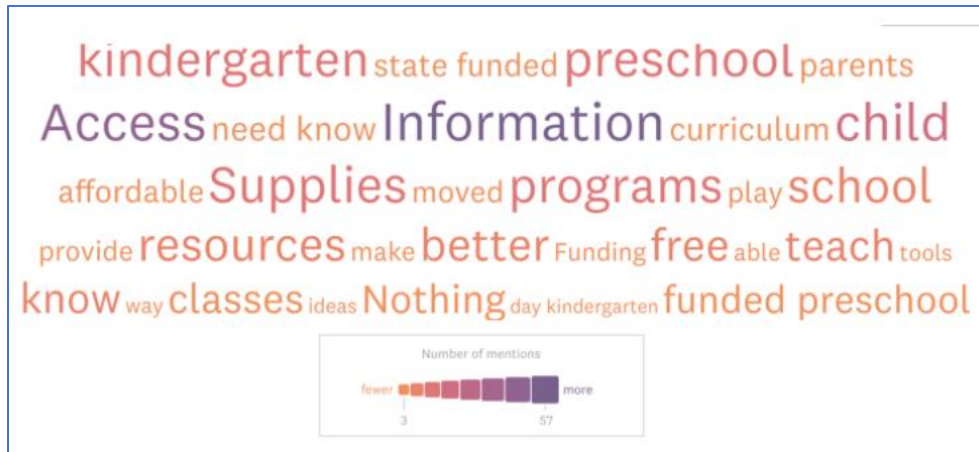 kindergarten state funded preschool parents
Access need know Information curriculum child
affordable Supplies moved programs play school
provide resources make better Funding free able teach tools
know way classes ideas Nothing day kindergarten funded preschool
Number of mentions
fewer more
3 57